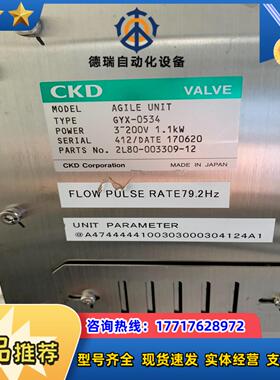 德瑞自动化设备
CKD VALVE
MODEL AGILE UNIT
TYPE GYX-0534
POWER 3~200V 1.1kW
SERIAL 412/DATE 170620
PARTS No. 2L80-003309-12
CKD Corporation MADE IN JAPAN
FLOW PULSE RATE79.2Hz
UNIT PARAMETER
@A4744444100303000304124A1
咨询热线：17717628972
品推荐
型号齐全 现货速发 实体经营